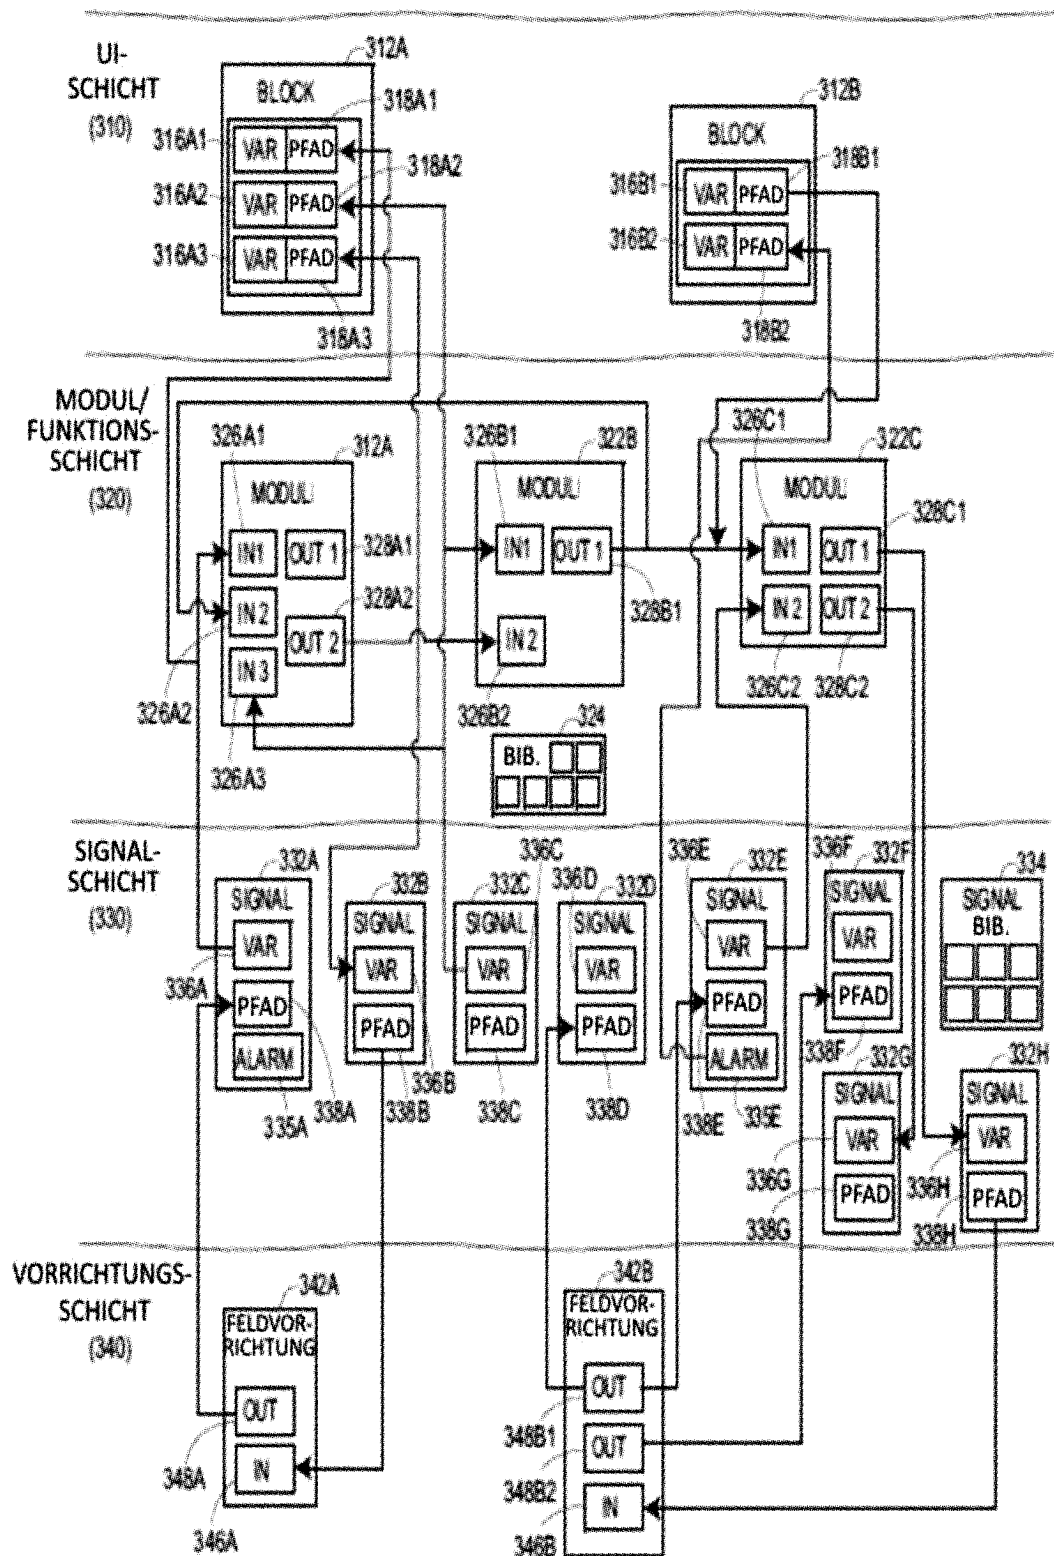 UI-
SCHICHT
(310)
312A
BLOCK
318A1
316A1
VAR
PFAD
318A2
316A2
VAR
PFAD
316A3
VAR
PFAD
318A3
312B
BLOCK
318B1
316B1
VAR
PFAD
316B2
VAR
PFAD
318B2
MODUL/
FUNKTIONS-
SCHICHT
(320)
326A1
312A
MODUL
IN1
OUT 1
328A1
328A2
IN 2
OUT 2
IN 3
326A2
326A3
326B1
322B
MODUL
IN1
OUT 1
328B1
IN 2
326B2
324
BIB.
326C1
322C
MODUL
328C1
IN1
OUT 1
IN 2
OUT 2
326C2
328C2
SIGNAL-
SCHICHT
(330)
332A
SIGNAL
VAR
336A
PFAD
ALARM
335A
338A
332B
SIGNAL
VAR
PFAD
336B
338B
336C
332C
SIGNAL
VAR
PFAD
338C
336D
332D
SIGNAL
VAR
PFAD
338D
336E
332E
SIGNAL
VAR
PFAD
ALARM
338E
335E
336F
332F
SIGNAL
VAR
PFAD
338F
334
SIGNAL
BIB.
332G
SIGNAL
VAR
336G
PFAD
338G
332H
SIGNAL
VAR
336H
PFAD
338H
VORRICHTUNGS-
SCHICHT
(340)
342A
FELDVOR-
RICHTUNG
OUT
348A
IN
346A
342B
FELDVOR-
RICHTUNG
OUT
348B1
OUT
348B2
IN
346B